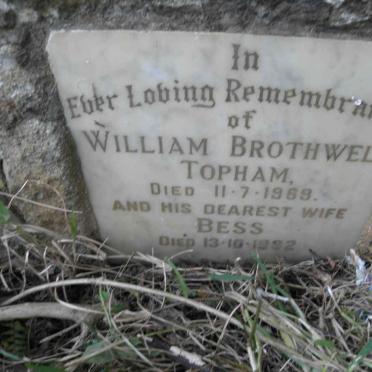 In
Ever Loving Remembran
of
WILLIAM BROTHWEL
TOPHAM,
DIED 11-7-1969.
AND HIS DEAREST WIFE
BESS
DIED 13-10-1992